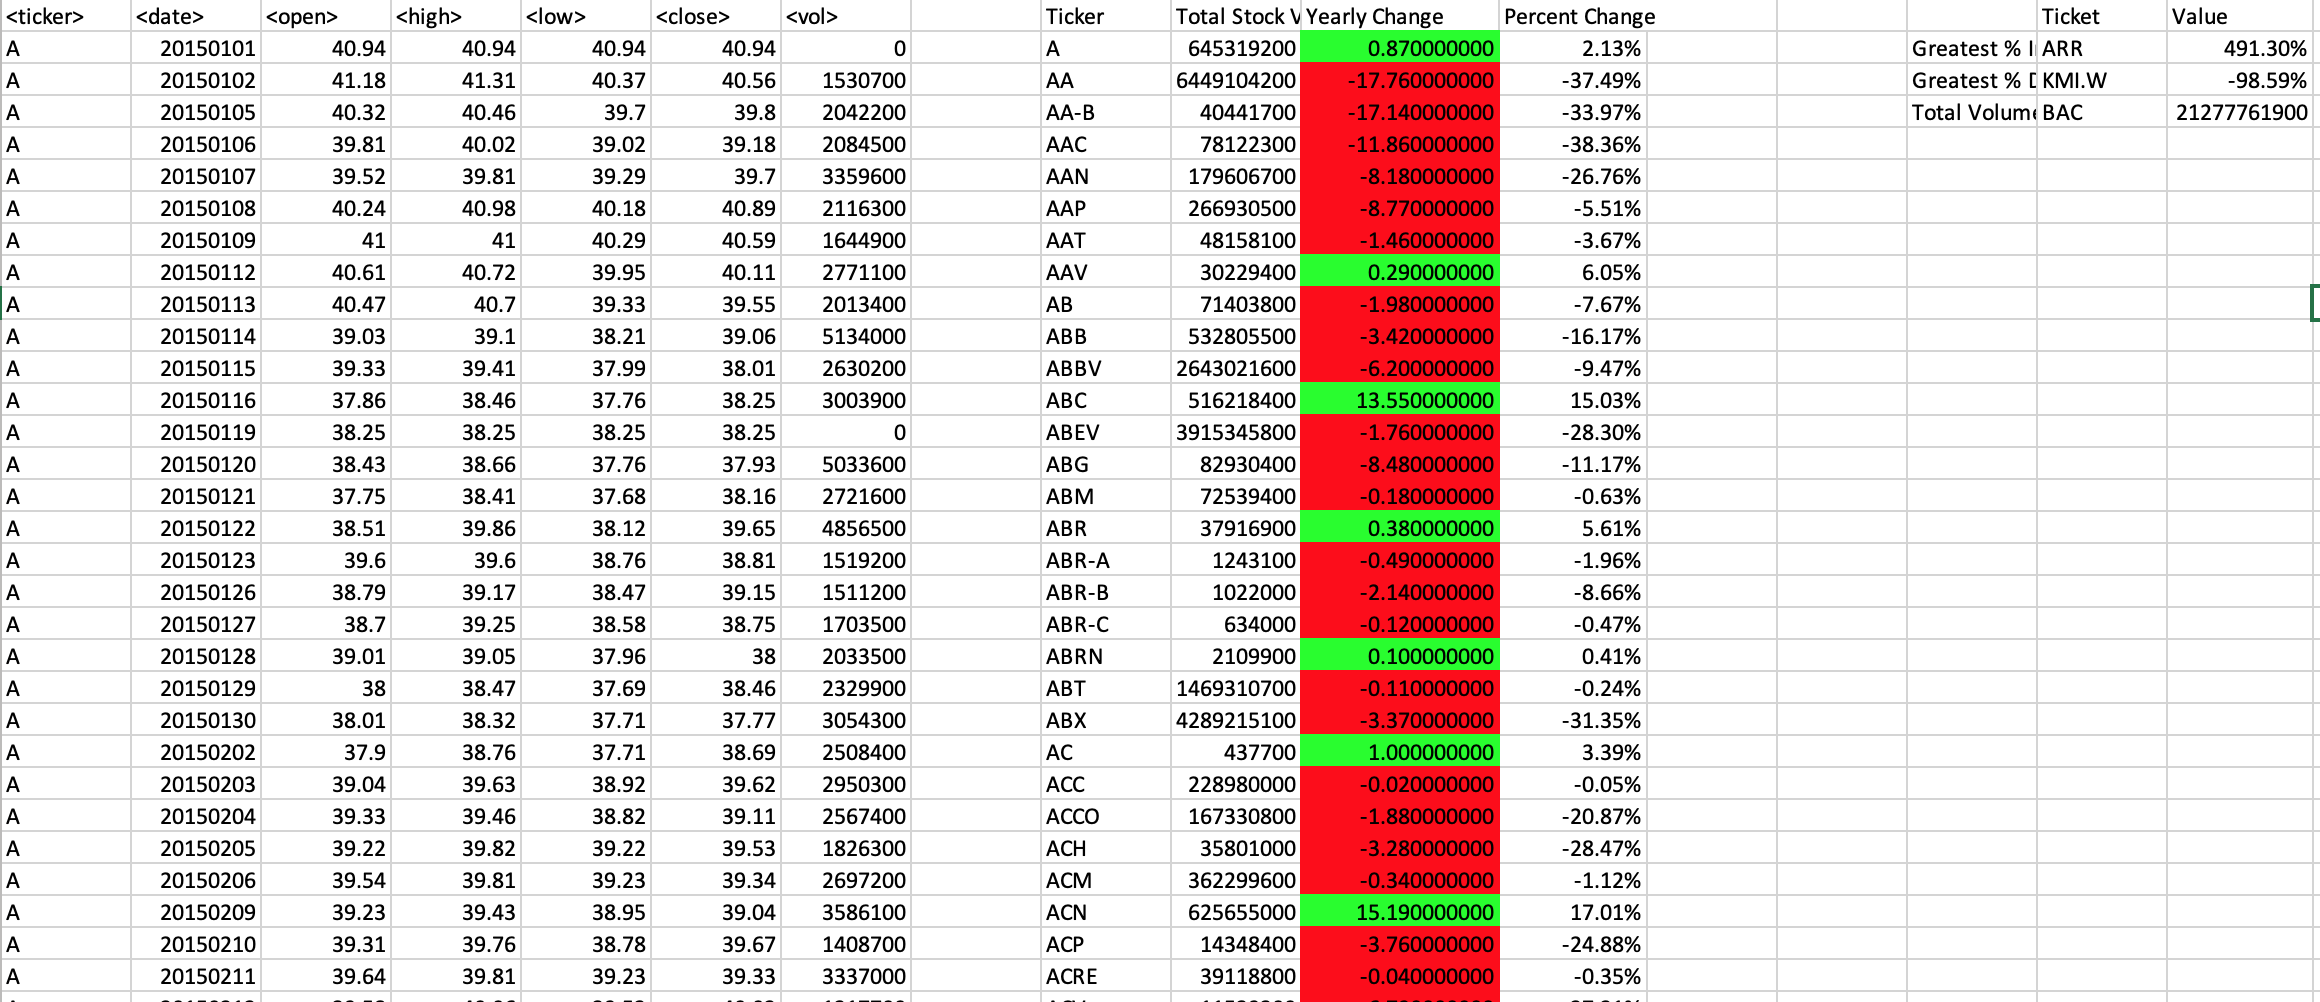 <ticker> <date> <open> <high> <low> <close> <vol> Ticker Total Stock V Yearly Change Percent Change Ticket Value
A 20150101 40.94 40.94 40.94 40.94 0 A 645319200 0.870000000 2.13% Greatest % I ARR 491.30%
A 20150102 41.18 41.31 40.37 40.56 1530700 AA 6449104200 -17.760000000 -37.49% Greatest % D KMI.W -98.59%
A 20150105 40.32 40.46 39.7 39.8 2042200 AA-B 40441700 -17.140000000 -33.97% Total Volume BAC 21277761900
A 20150106 39.81 40.02 39.02 39.18 2084500 AAC 78122300 -11.860000000 -38.36%
A 20150107 39.52 39.81 39.29 39.7 3359600 AAN 179606700 -8.180000000 -26.76%
A 20150108 40.24 40.98 40.18 40.89 2116300 AAP 266930500 -8.770000000 -5.51%
A 20150109 41 41 40.29 40.59 1644900 AAT 48158100 -1.460000000 -3.67%
A 20150112 40.61 40.72 39.95 40.11 2771100 AAV 30229400 0.290000000 6.05%
A 20150113 40.47 40.7 39.33 39.55 2013400 AB 71403800 -1.980000000 -7.67%
A 20150114 39.03 39.1 38.21 39.06 5134000 ABB 532805500 -3.420000000 -16.17%
A 20150115 39.33 39.41 37.99 38.01 2630200 ABBV 2643021600 -6.200000000 -9.47%
A 20150116 37.86 38.46 37.76 38.25 3003900 ABC 516218400 13.550000000 15.03%
A 20150119 38.25 38.25 38.25 38.25 0 ABEV 3915345800 -1.760000000 -28.30%
A 20150120 38.43 38.66 37.76 37.93 5033600 ABG 82930400 -8.480000000 -11.17%
A 20150121 37.75 38.41 37.68 38.16 2721600 ABM 72539400 -0.180000000 -0.63%
A 20150122 38.51 39.86 38.12 39.65 4856500 ABR 37916900 0.380000000 5.61%
A 20150123 39.6 39.6 38.76 38.81 1519200 ABR-A 1243100 -0.490000000 -1.96%
A 20150126 38.79 39.17 38.47 39.15 1511200 ABR-B 1022000 -2.140000000 -8.66%
A 20150127 38.7 39.25 38.58 38.75 1703500 ABR-C 634000 -0.120000000 -0.47%
A 20150128 39.01 39.05 37.96 38 2033500 ABRN 2109900 0.100000000 0.41%
A 20150129 38 38.47 37.69 38.46 2329900 ABT 1469310700 -0.110000000 -0.24%
A 20150130 38.01 38.32 37.71 37.77 3054300 ABX 4289215100 -3.370000000 -31.35%
A 20150202 37.9 38.76 37.71 38.69 2508400 AC 437700 1.000000000 3.39%
A 20150203 39.04 39.63 38.92 39.62 2950300 ACC 228980000 -0.020000000 -0.05%
A 20150204 39.33 39.46 38.82 39.11 2567400 ACCO 167330800 -1.880000000 -20.87%
A 20150205 39.22 39.82 39.22 39.53 1826300 ACH 35801000 -3.280000000 -28.47%
A 20150206 39.54 39.81 39.23 39.34 2697200 ACM 362299600 -0.340000000 -1.12%
A 20150209 39.23 39.43 38.95 39.04 3586100 ACN 625655000 15.190000000 17.01%
A 20150210 39.31 39.76 38.78 39.67 1408700 ACP 14348400 -3.760000000 -24.88%
A 20150211 39.64 39.81 39.23 39.33 3337000 ACRE 39118800 -0.040000000 -0.35%